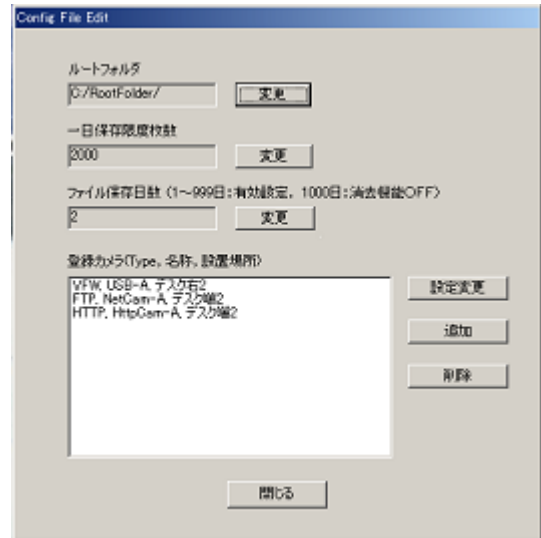 Config File Edit
ルートフォルダ
C:/RootFolder/ 変更
一日保存限度枚数
2000 変更
ファイル保存日数（1～999日：有効設定，1000日：消去機能OFF）
2 変更
登録カメラ(Type，名称，設置場所)
VFW, USB-A, デスク右2
FTP, NetCam-A, デスク端2
HTTP, HttpCam-A, デスク端2
設定変更
追加
削除
閉じる